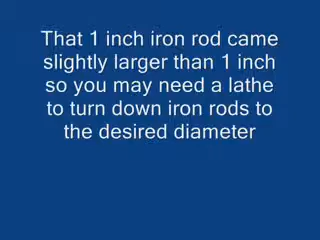 That 1 inch iron rod came
slightly larger than 1 inch
so you may need a lathe
to turn down iron rods to
the desired diameter